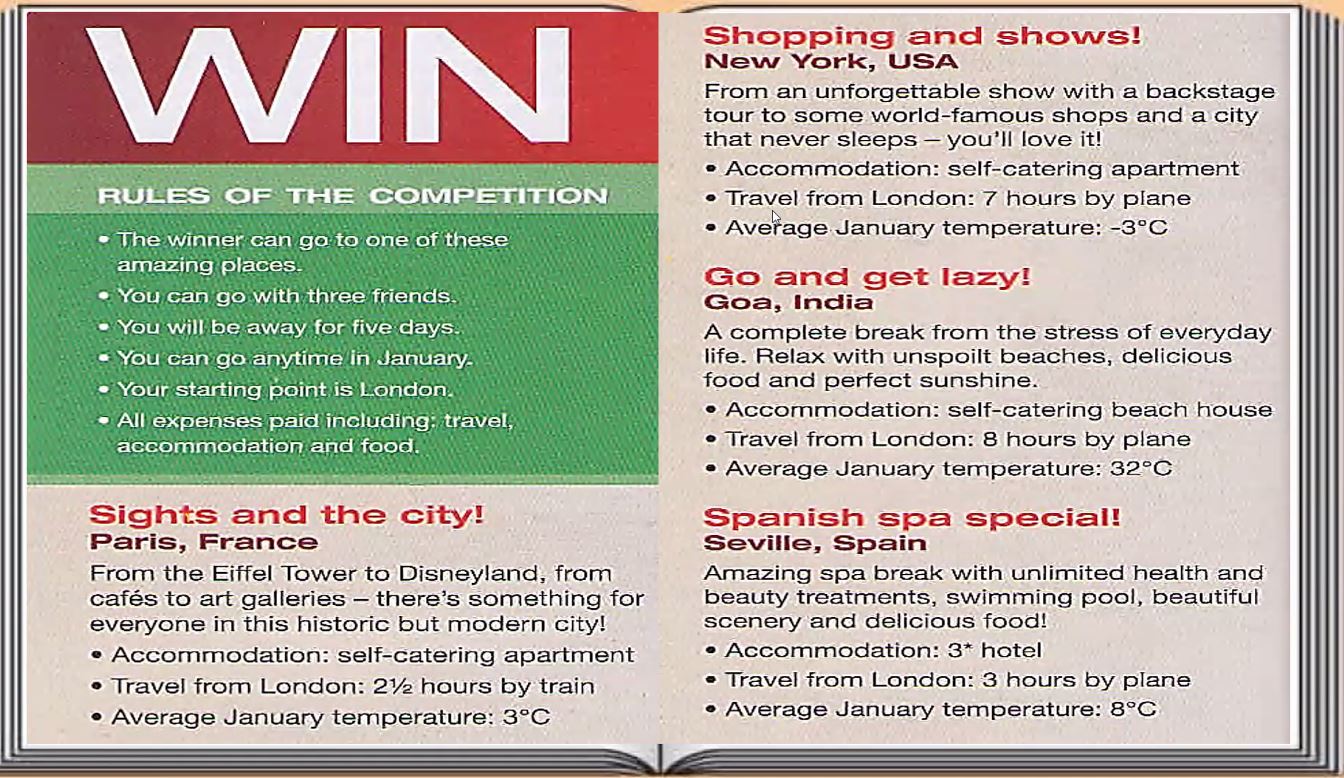 WIN
RULES OF THE COMPETITION
• The winner can go to one of these
amazing places.
• You can go with three friends.
• You will be away for five days.
• You can go anytime in January.
• Your starting point is London.
• All expenses paid including: travel,
accommodation and food.
Sights and the city!
Paris, France
From the Eiffel Tower to Disneyland, from
cafés to art galleries – there's something for
everyone in this historic but modern city!
• Accommodation: self-catering apartment
• Travel from London: 2½ hours by train
• Average January temperature: 3°C
Shopping and shows!
New York, USA
From an unforgettable show with a backstage
tour to some world-famous shops and a city
that never sleeps – you'll love it!
• Accommodation: self-catering apartment
• Travel from London: 7 hours by plane
• Average January temperature: -3°C
Go and get lazy!
Goa, India
A complete break from the stress of everyday
life. Relax with unspoilt beaches, delicious
food and perfect sunshine.
• Accommodation: self-catering beach house
• Travel from London: 8 hours by plane
• Average January temperature: 32°C
Spanish spa special!
Seville, Spain
Amazing spa break with unlimited health and
beauty treatments, swimming pool, beautiful
scenery and delicious food!
• Accommodation: 3* hotel
• Travel from London: 3 hours by plane
• Average January temperature: 8°C